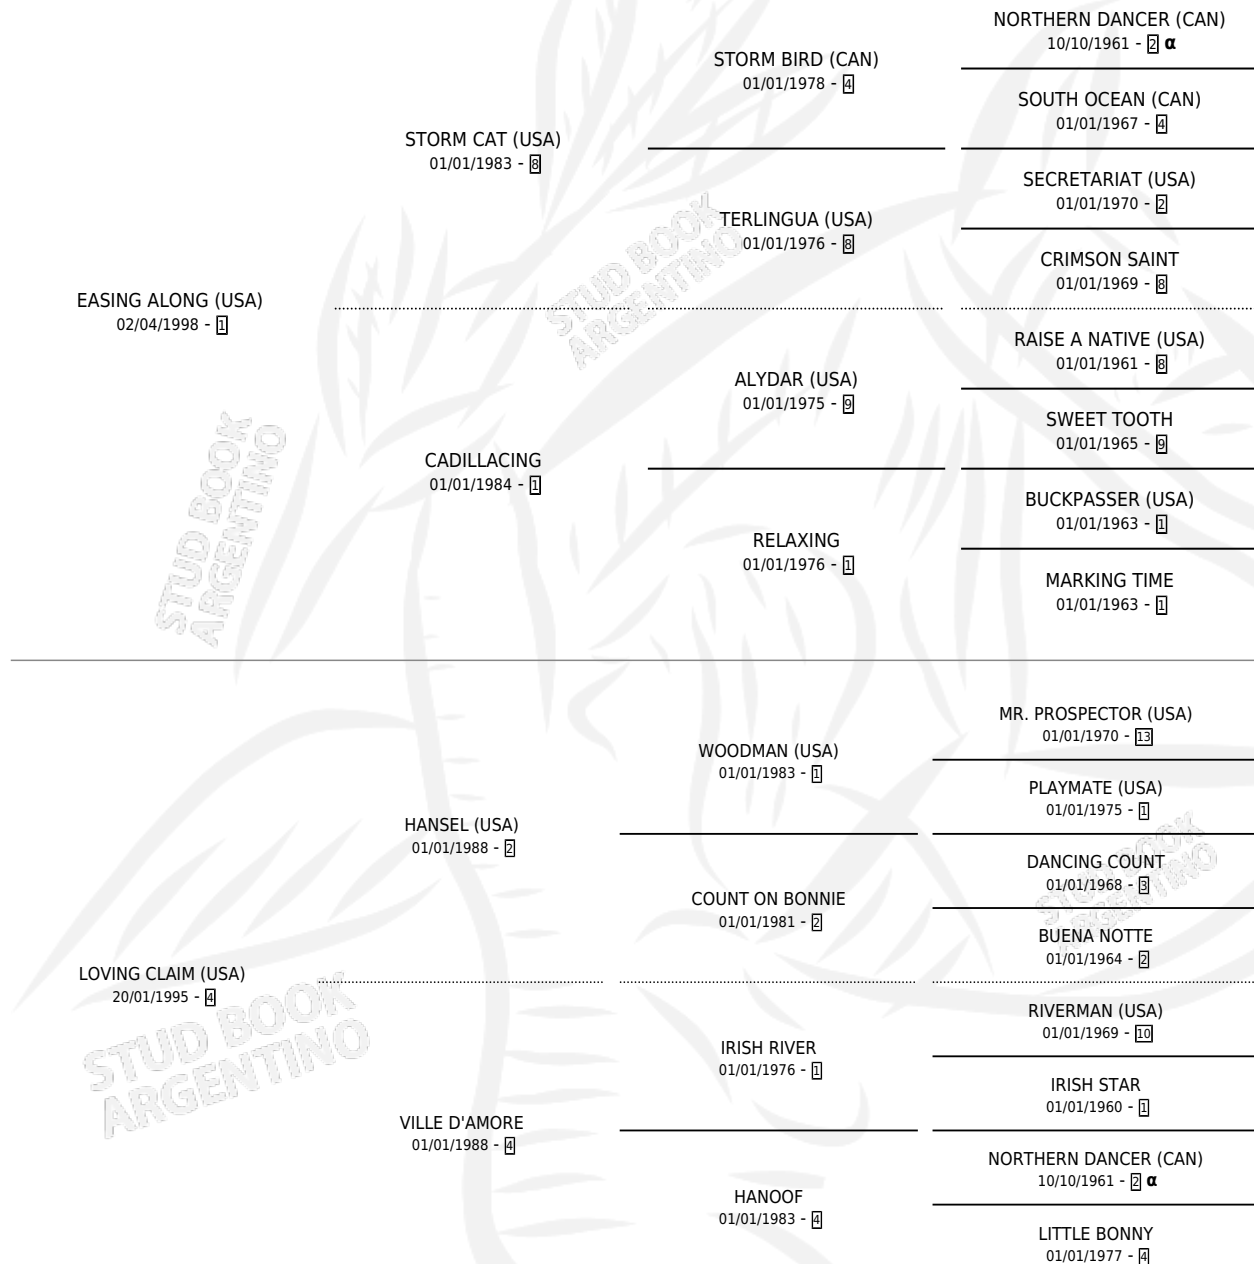 NORTHERN DANCER (CAN)
10/10/1961 - 2 α
STORM BIRD (CAN)
01/01/1978 - 4
SOUTH OCEAN (CAN)
01/01/1967 - 4
STORM CAT (USA)
01/01/1983 - 8
SECRETARIAT (USA)
01/01/1970 - 2
TERLINGUA (USA)
01/01/1976 - 8
CRIMSON SAINT
01/01/1969 - 8
EASING ALONG (USA)
02/04/1998 - 1
RAISE A NATIVE (USA)
01/01/1961 - 8
ALYDAR (USA)
01/01/1975 - 9
SWEET TOOTH
01/01/1965 - 9
CADILLACING
01/01/1984 - 1
BUCKPASSER (USA)
01/01/1963 - 1
RELAXING
01/01/1976 - 1
MARKING TIME
01/01/1963 - 1
MR. PROSPECTOR (USA)
01/01/1970 - 13
WOODMAN (USA)
01/01/1983 - 1
PLAYMATE (USA)
01/01/1975 - 1
HANSEL (USA)
01/01/1988 - 2
DANCING COUNT
01/01/1968 - 3
COUNT ON BONNIE
01/01/1981 - 2
BUENA NOTTE
01/01/1964 - 2
LOVING CLAIM (USA)
20/01/1995 - 4
RIVERMAN (USA)
01/01/1969 - 10
IRISH RIVER
01/01/1976 - 1
IRISH STAR
01/01/1960 - 1
VILLE D'AMORE
01/01/1988 - 4
NORTHERN DANCER (CAN)
10/10/1961 - 2 α
HANOOF
01/01/1983 - 4
LITTLE BONNY
01/01/1977 - 4
STUD BOOK
ARGENTINO
STUD BOOK
ARGENTINO
STUD BOOK
ARGENTINO
STUD BOOK
ARGENTINO